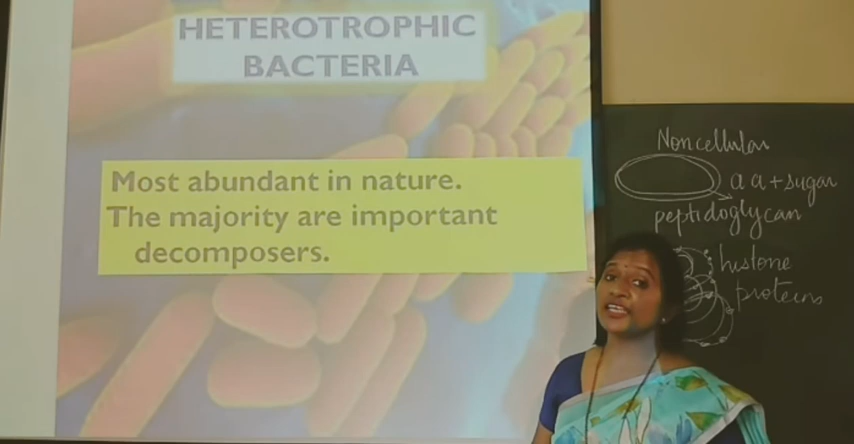 HETEROTROPHIC
BACTERIA
Most abundant in nature.
The majority are important
decomposers.
Noncellular
a a + sugar
peptidoglycan
histone
proteins